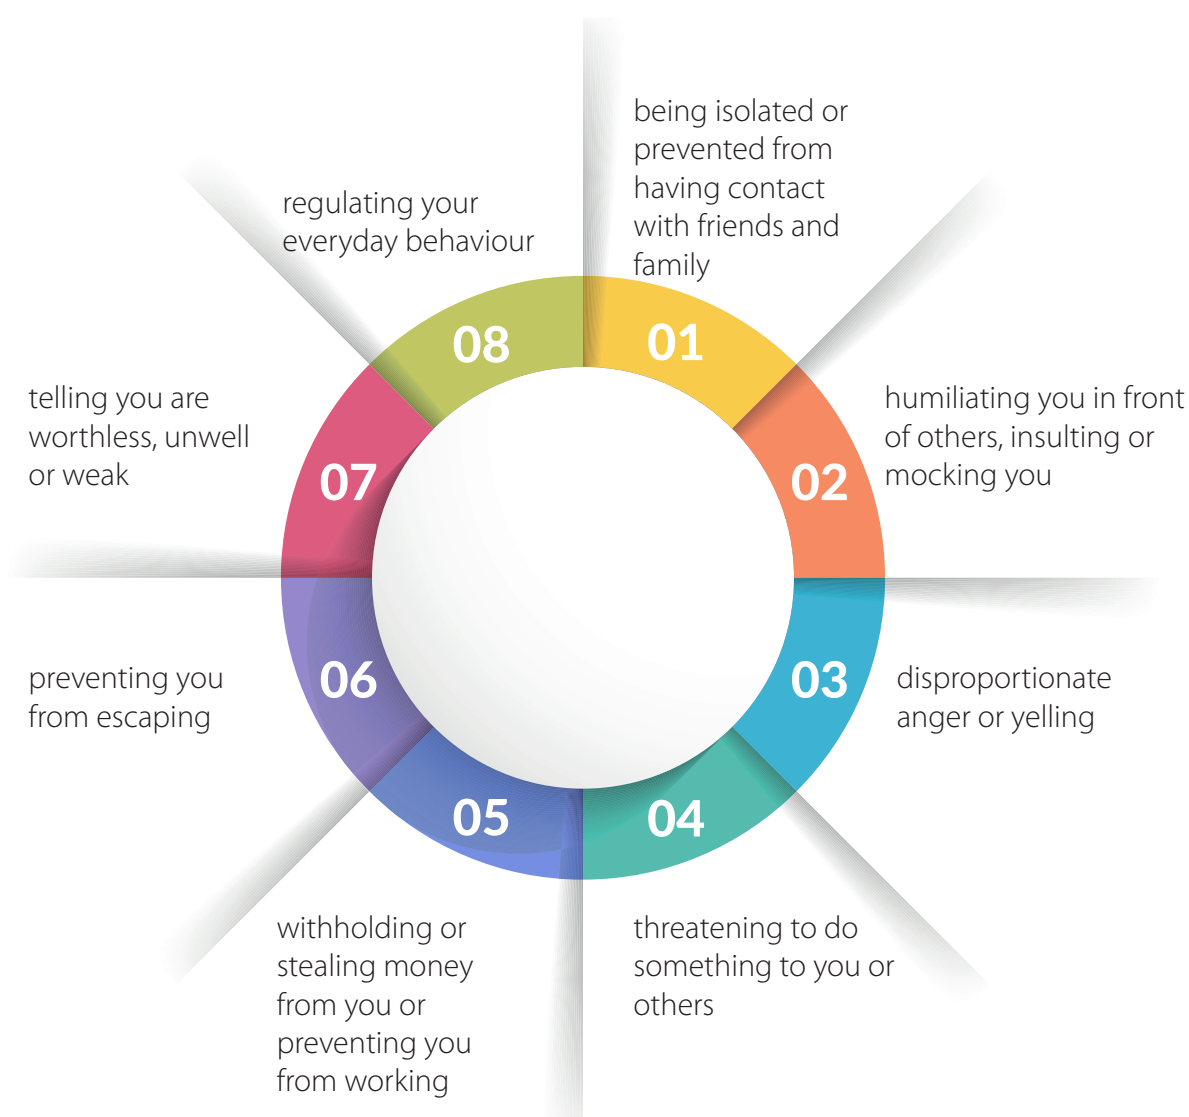 01
being isolated or
prevented from
having contact
with friends and
family
02
humiliating you in front
of others, insulting or
mocking you
03
disproportionate
anger or yelling
04
threatening to do
something to you or
others
05
withholding or
stealing money
from you or
preventing you
from working
06
preventing you
from escaping
07
telling you are
worthless, unwell
or weak
08
regulating your
everyday behaviour